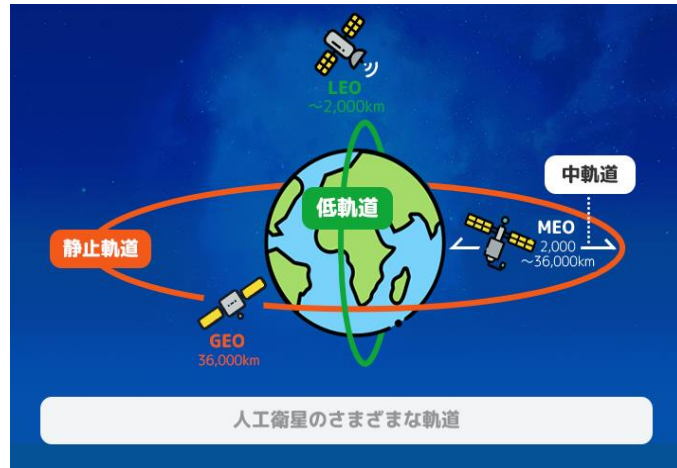 LEO
～2,000km
中軌道
低軌道
MEO
2,000
～36,000km
静止軌道
GEO
36,000km
人工衛星のさまざまな軌道